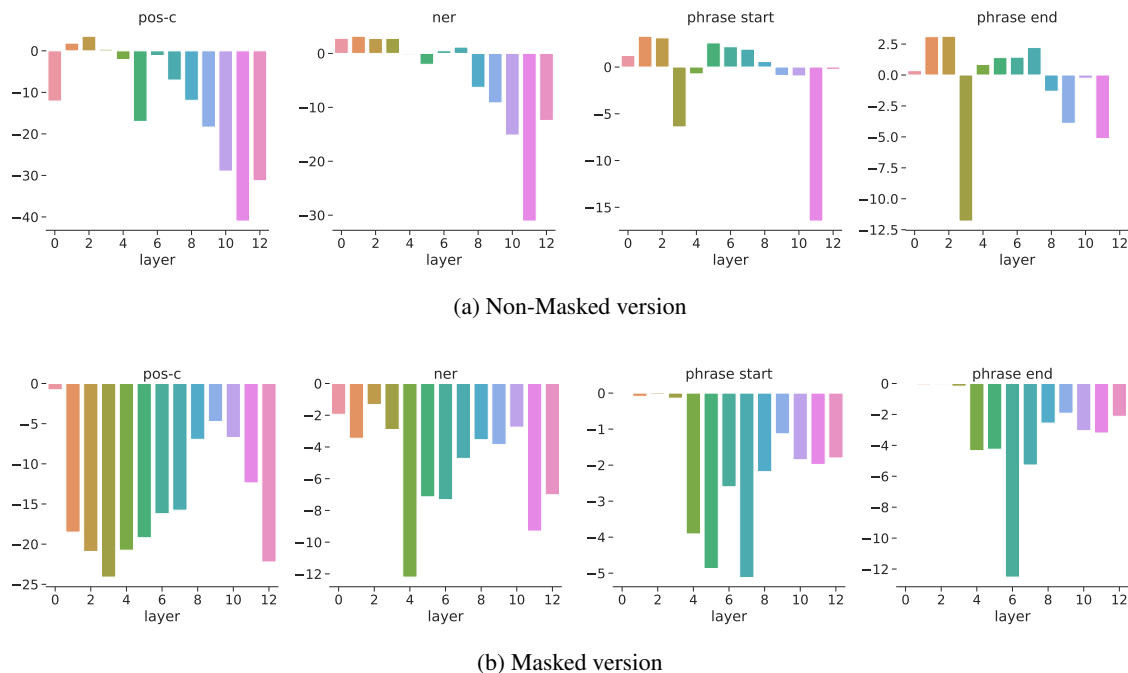 pos-c ner phrase start phrase end
0 −10 −20 −30 −40
0 2 4 6 8 10 12
layer
0 −10 −20 −30
0 2 4 6 8 10 12
layer
0 −5 −10 −15
0 2 4 6 8 10 12
layer
2.5 0.0 −2.5 −5.0 −7.5 −10.0 −12.5
0 2 4 6 8 10 12
layer
(a) Non-Masked version
pos-c ner phrase start phrase end
0 −5 −10 −15 −20 −25
0 2 4 6 8 10 12
layer
0 −2 −4 −6 −8 −10 −12
0 2 4 6 8 10 12
layer
0 −1 −2 −3 −4 −5
0 2 4 6 8 10 12
layer
0 −2 −4 −6 −8 −10 −12
0 2 4 6 8 10 12
layer
(b) Masked version